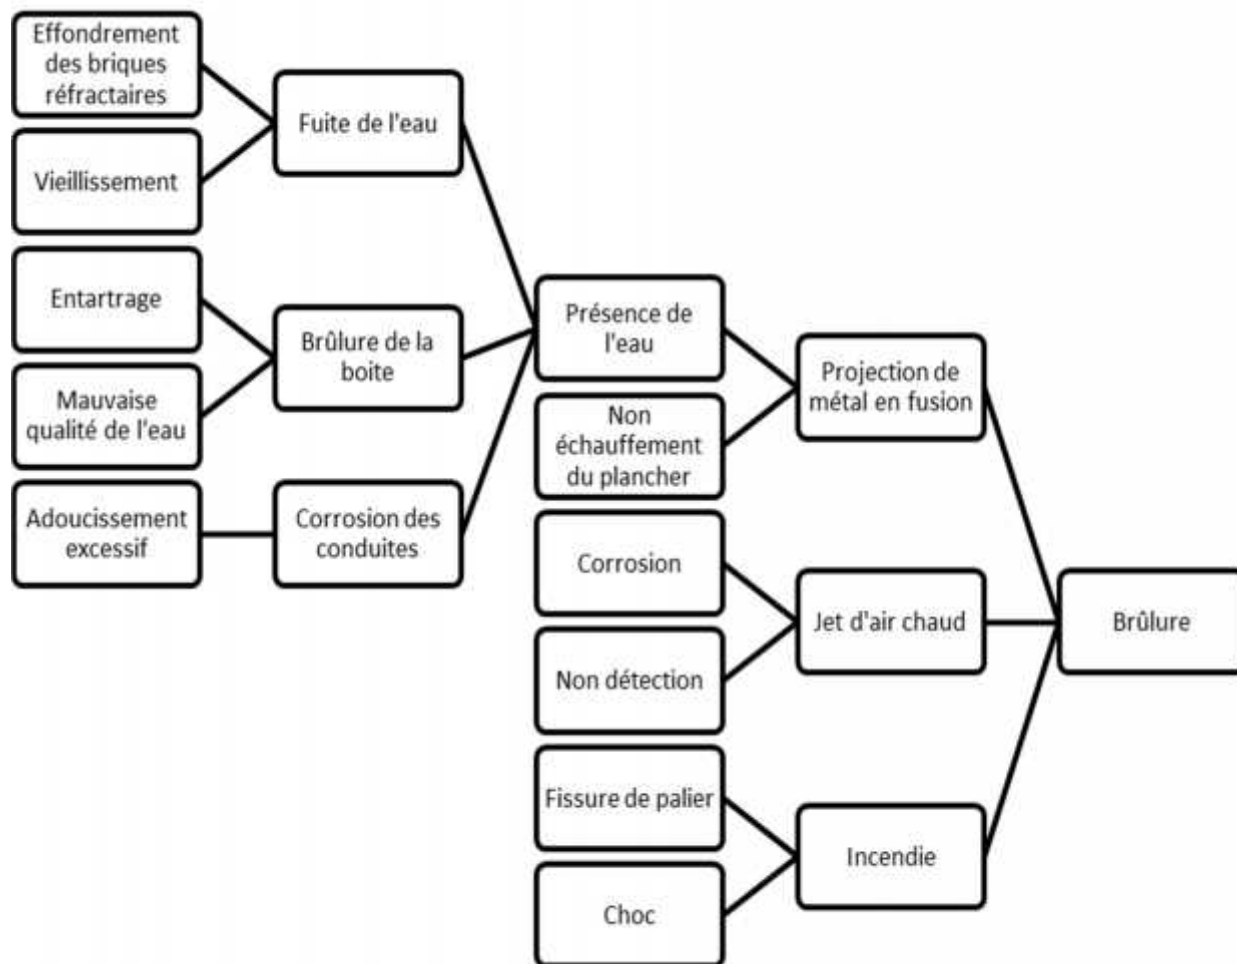 Effondrement
des briques
réfractaires
Vieillissement
Entartrage
Mauvaise
qualité de l'eau
Adoucissement
excessif
Fuite de l'eau
Brûlure de la
boite
Corrosion des
conduites
Présence de
l'eau
Non
échauffement
du plancher
Corrosion
Non détection
Fissure de palier
Choc
Projection de
métal en fusion
Jet d'air chaud
Incendie
Brûlure